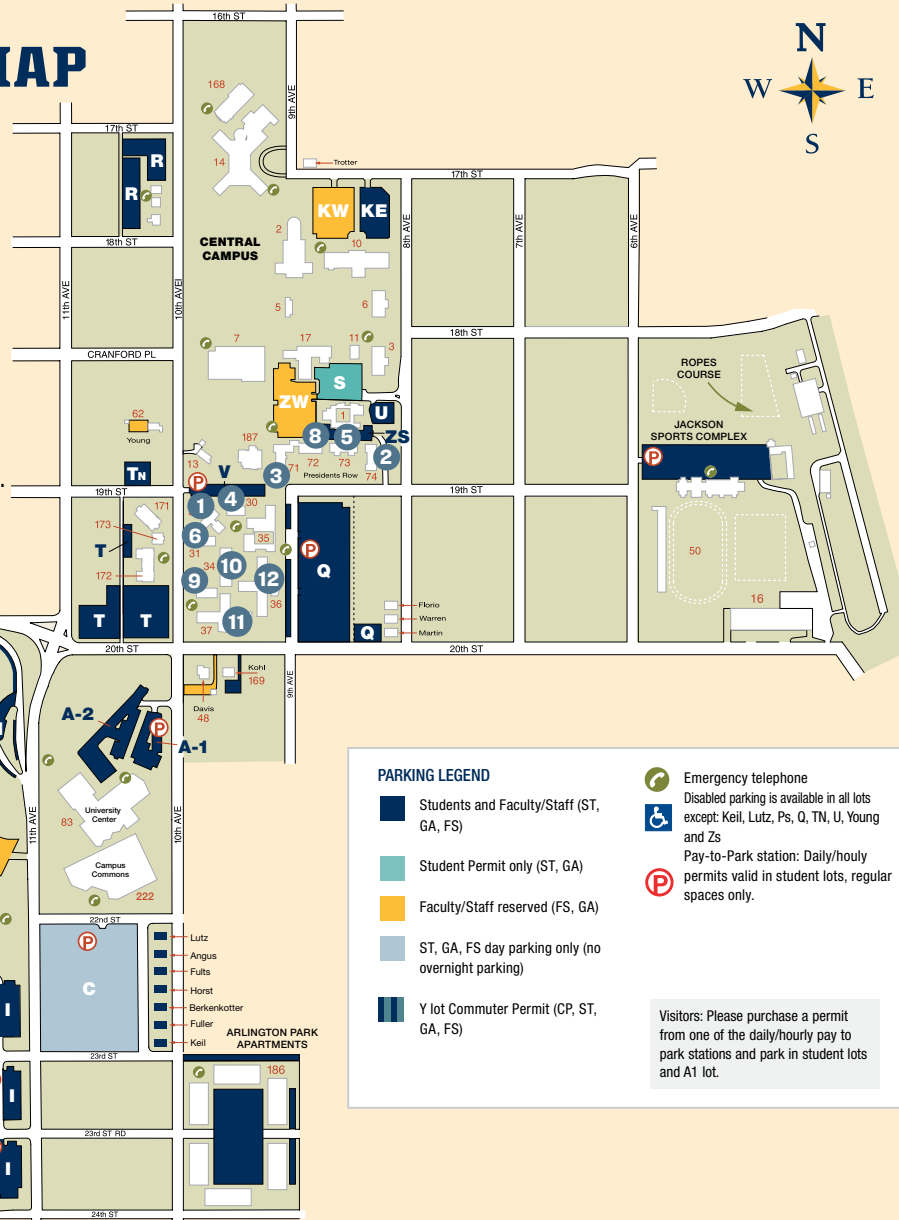 16th ST
MAP
N
W
E
S
168
9th AVE
17th ST
14
Trotter
17th ST
R
R
KW
KE
8th AVE
7th AVE
6th AVE
2
10
18th ST
CENTRAL
CAMPUS
11th AVE
10th AVE
5
6
18th ST
7
17
11
3
CRANFORD PL
ROPES
COURSE
S
ZW
U
1
62
Young
JACKSON
SPORTS COMPLEX
8
5
ZS
187
2
P
13
V
3
71
72
73
74
Presidents Row
TN
P
19th ST
19th ST
1
4
30
171
173
T
6
31
35
P
Q
50
172
34
10
9
12
36
16
T
T
37
11
Florio
Warren
Martin
Q
20th ST
20th ST
Kohl
169
9th AVE
Davis
48
A-2
P
A-1
PARKING LEGEND
Students and Faculty/Staff (ST,
GA, FS)
Student Permit only (ST, GA)
Faculty/Staff reserved (FS, GA)
ST, GA, FS day parking only (no
overnight parking)
Y lot Commuter Permit (CP, ST,
GA, FS)
Emergency telephone
Disabled parking is available in all lots
except: Keil, Lutz, Ps, Q, TN, U, Young
and Zs
P
Pay-to-Park station: Daily/houly
permits valid in student lots, regular
spaces only.
Visitors: Please purchase a permit
from one of the daily/hourly pay to
park stations and park in student lots
and A1 lot.
11th AVE
10th AVE
University
Center
83
Campus
Commons
222
22nd ST
P
C
Lutz
Angus
Fults
Horst
Berkenkotter
Fuller
Keil
I
ARLINGTON PARK
APARTMENTS
23rd ST
186
I
23rd ST RD
I
24th ST